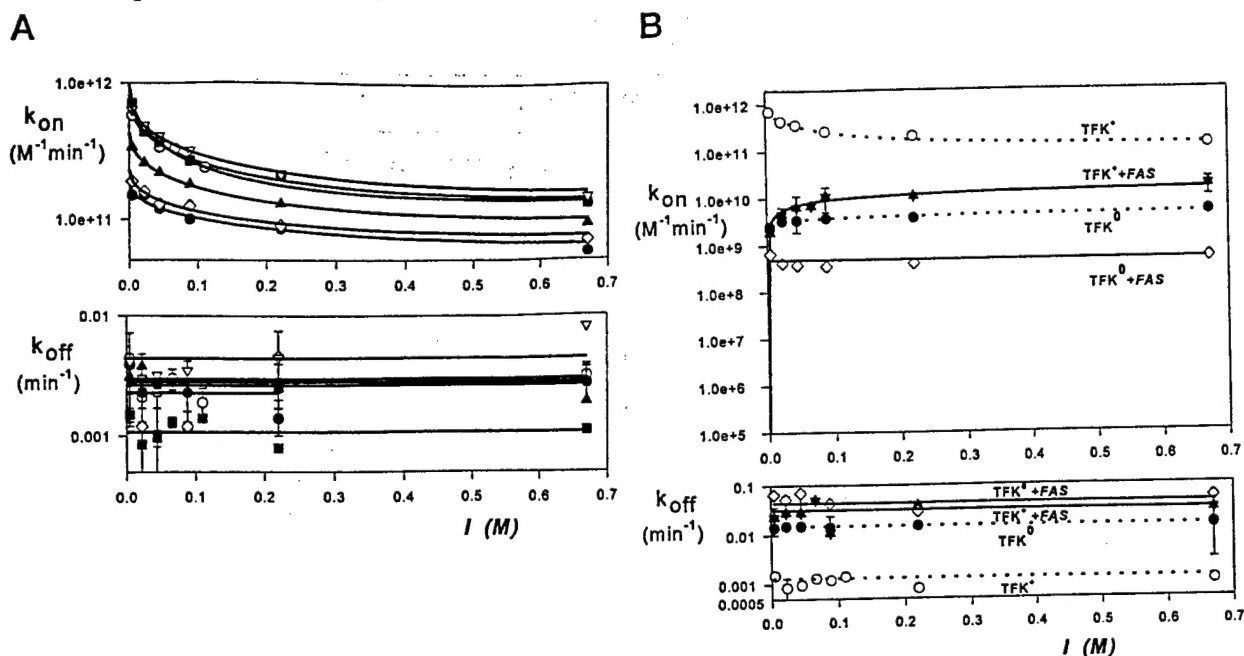 A
k on
(M⁻¹min⁻¹)
1.0e+12
1.0e+11
0.0 0.1 0.2 0.3 0.4 0.5 0.6 0.7
k off
(min⁻¹)
0.01
0.001
0.0 0.1 0.2 0.3 0.4 0.5 0.6 0.7
I (M)
B
k on
(M⁻¹min⁻¹)
1.0e+12
1.0e+11
1.0e+10
1.0e+9
1.0e+8
1.0e+7
1.0e+6
1.0e+5
TFK⁺
TFK⁺+FAS
TFK⁰
TFK⁰+FAS
0.0 0.1 0.2 0.3 0.4 0.5 0.6 0.7
k off
(min⁻¹)
0.1
0.01
0.001
0.0005
TFK⁰+FAS
TFK⁺+FAS
TFK⁰
TFK⁺
0.0 0.1 0.2 0.3 0.4 0.5 0.6 0.7
I (M)